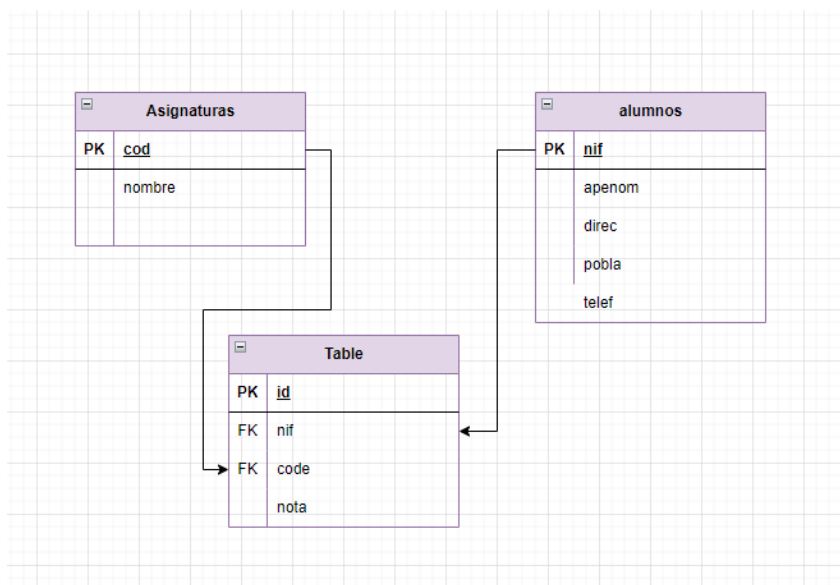 Asignaturas
PK cod
nombre
alumnos
PK nif
apenom
direc
pobla
telef
Table
PK id
FK nif
FK code
nota